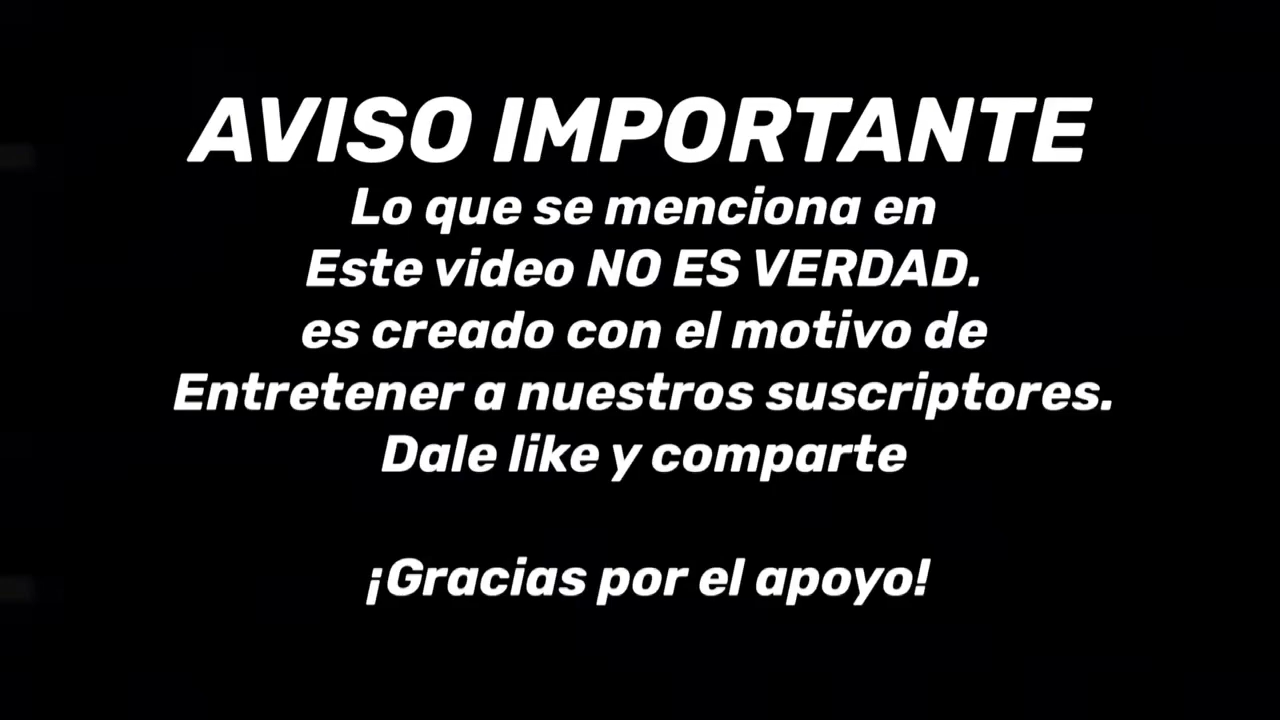 AVISO IMPORTANTE
Lo que se menciona en
Este video NO ES VERDAD.
es creado con el motivo de
Entretener a nuestros suscriptores.
Dale like y comparte
¡Gracias por el apoyo!